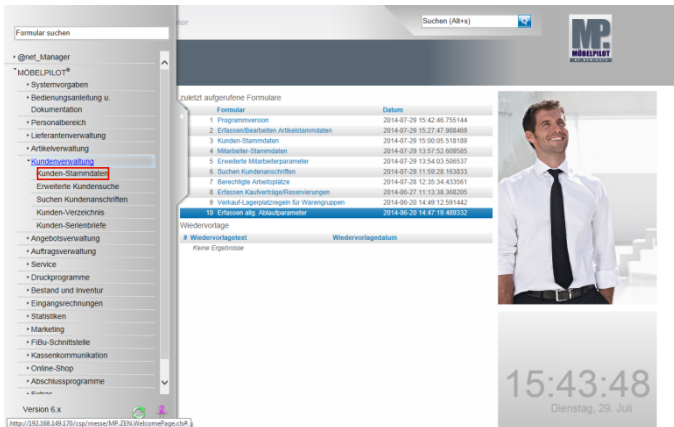 tor
Suchen (Alt+s)
MP.
MÖBELPILOT
Formular suchen
@net_Manager
MÖBELPILOT®
Systemvorgaben
Bedienungsanleitung u.
Dokumentation
Personalbereich
Lieferantenverwaltung
Artikelverwaltung
Kundenverwaltung
Kunden-Stammdaten
Erweiterte Kundensuche
Suchen Kundenanschriften
Kunden-Verzeichnis
Kunden-Serienbriefe
Angebotsverwaltung
Auftragsverwaltung
Service
Druckprogramme
Bestand und Inventur
Eingangsrechnungen
Statistiken
Marketing
FiBu-Schnittstelle
Kassenkommunikation
Online-Shop
Abschlussprogramme
Extras
Version 6.x
http://192.168.149.170/csp/messe/MP.ZEN.WelcomePage.cls#
zuletzt aufgerufene Formulare
Formular Datum
1 Programmversion 2014-07-29 15:42:46.755144
2 Erfassen/Bearbeiten Artikelstammdaten 2014-07-29 15:27:47.988469
3 Kunden-Stammdaten 2014-07-29 15:00:05.518189
4 Mitarbeiter-Stammdaten 2014-07-29 13:57:52.609585
5 Erweiterte Mitarbeiterparameter 2014-07-29 13:54:03.506537
6 Suchen Kundenanschriften 2014-07-29 11:59:28.163833
7 Berechtigte Arbeitsplätze 2014-07-28 12:35:34.433561
8 Erfassen Kaufverträge/Reservierungen 2014-06-27 11:13:38.368205
9 Verkauf-Lagerplatzregeln für Warengruppen 2014-06-20 14:49:12.591442
10 Erfassen allg. Ablaufparameter 2014-06-20 14:47:19.489332
Wiedervorlage
# Wiedervorlagetext Wiedervorlagedatum
Keine Ergebnisse
15:43:48
Dienstag, 29. Juli